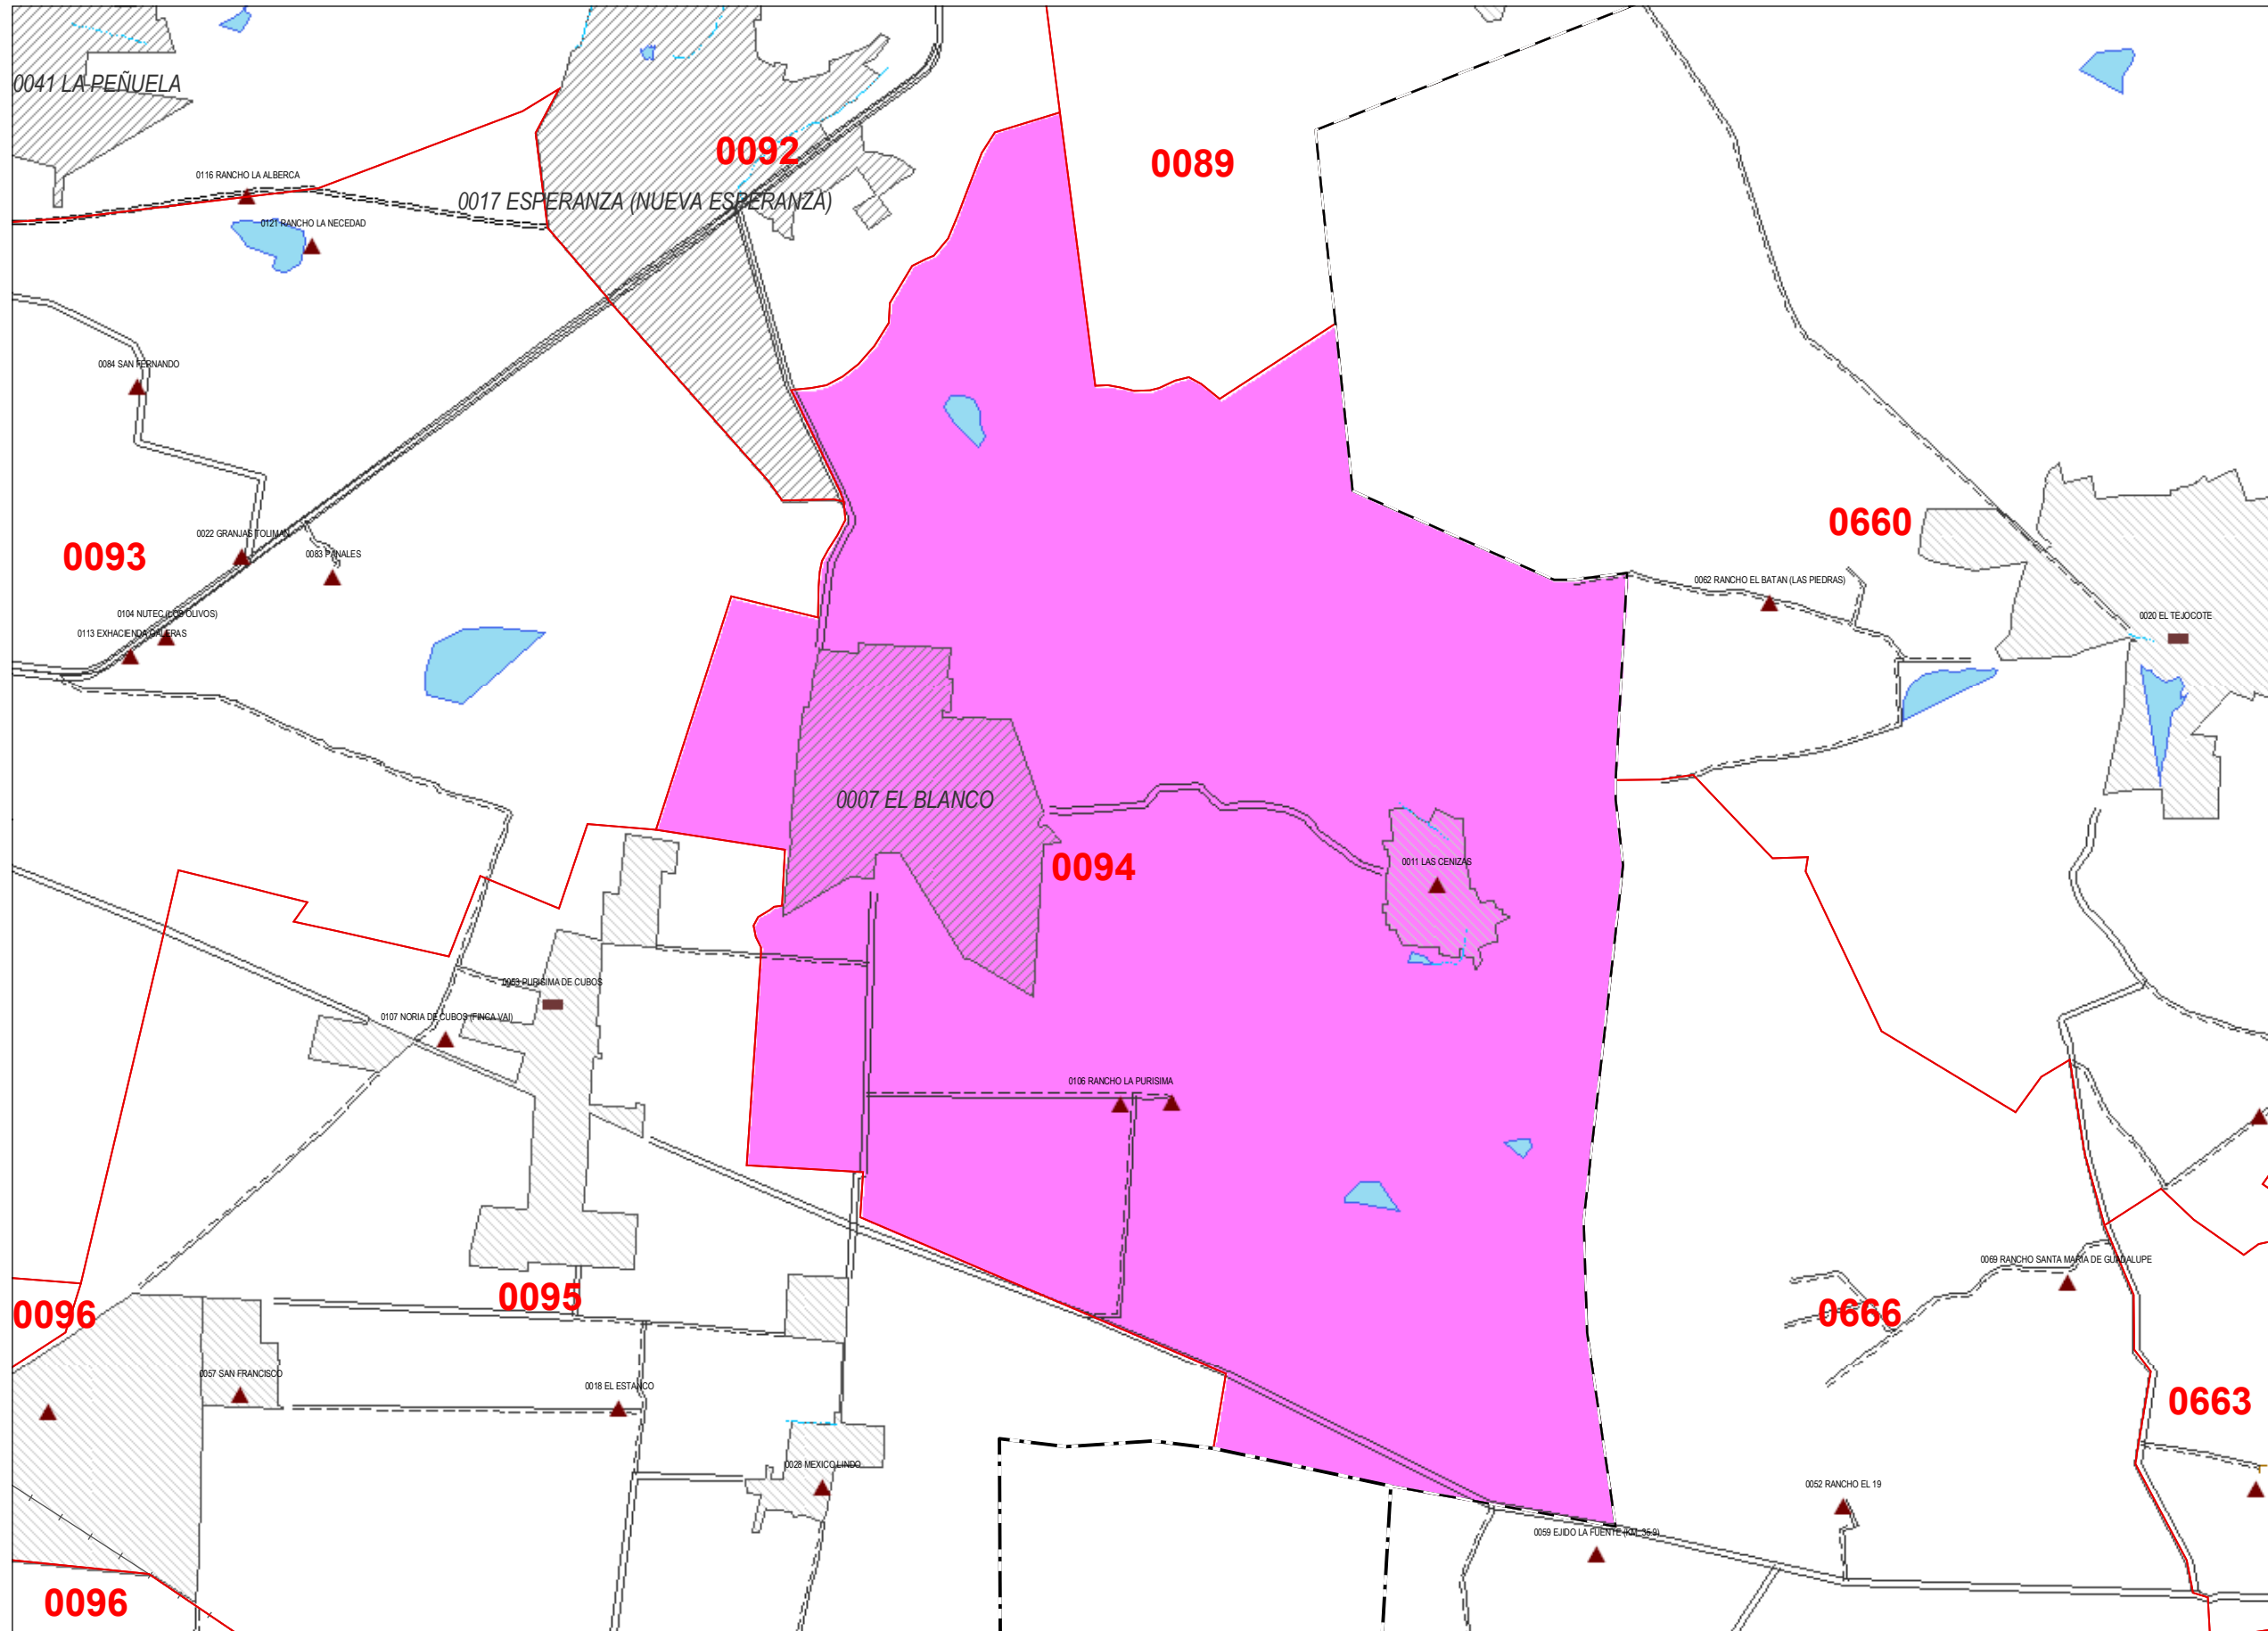 0041 LA PEÑUELA
0092
0089
0116 RANCHO LA ALBERCA
0017 ESPERANZA (NUEVA ESPERANZA)
0121 RANCHO LA NECEDAD
0084 SAN FERNANDO
0660
0022 GRANJAS TOLIMAN
0093
0083 PANALES
0062 RANCHO EL BATAN (LAS PIEDRAS)
0104 NUTEC (LOS OLIVOS)
0020 EL TEJOCOTE
0113 EXHACIENDA GALERAS
0007 EL BLANCO
0094
0011 LAS CENIZAS
0053 PURISIMA DE CUBOS
0107 NORIA DE CUBOS (FINCA VAI)
0106 RANCHO LA PURISIMA
0069 RANCHO SANTA MARIA DE GUADALUPE
0095
0096
0666
0057 SAN FRANCISCO
0018 EL ESTANCO
0663
0028 MEXICO LINDO
0052 RANCHO EL 19
0059 EJIDO LA FUENTE (KM. 35.9)
0096